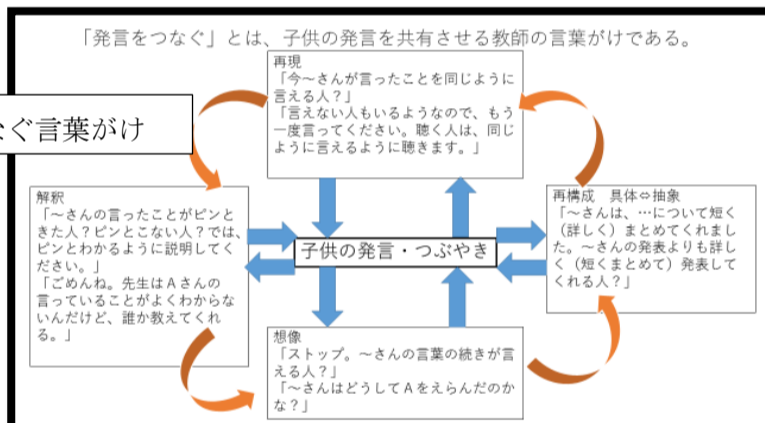 「発言をつなぐ」とは、子供の発言を共有させる教師の言葉がけである。
再現
「今～さんが言ったことを同じように
言える人？」
「言えない人もいるようなので、もう
一度言ってください。聴く人は、同じ
ように言えるように聴きます。」
なぐ言葉がけ
解釈
「～さんの言ったことがピンと
きた人？ピンとこない人？では、
ピンとわかるように説明してく
ださい。」
「ごめんね。先生はＡさんの
言っていることがよくわからな
いんだけど、誰か教えてくれ
る。」
子供の発言・つぶやき
再構成　具体⇔抽象
「～さんは、…について短く
（詳しく）まとめてくれまし
た。～さんの発表よりも詳し
く（短くまとめて）発表して
くれる人？」
想像
「ストップ。～さんの言葉の続きが言
える人？」
「～さんはどうしてＡをえらんだのか
な？」